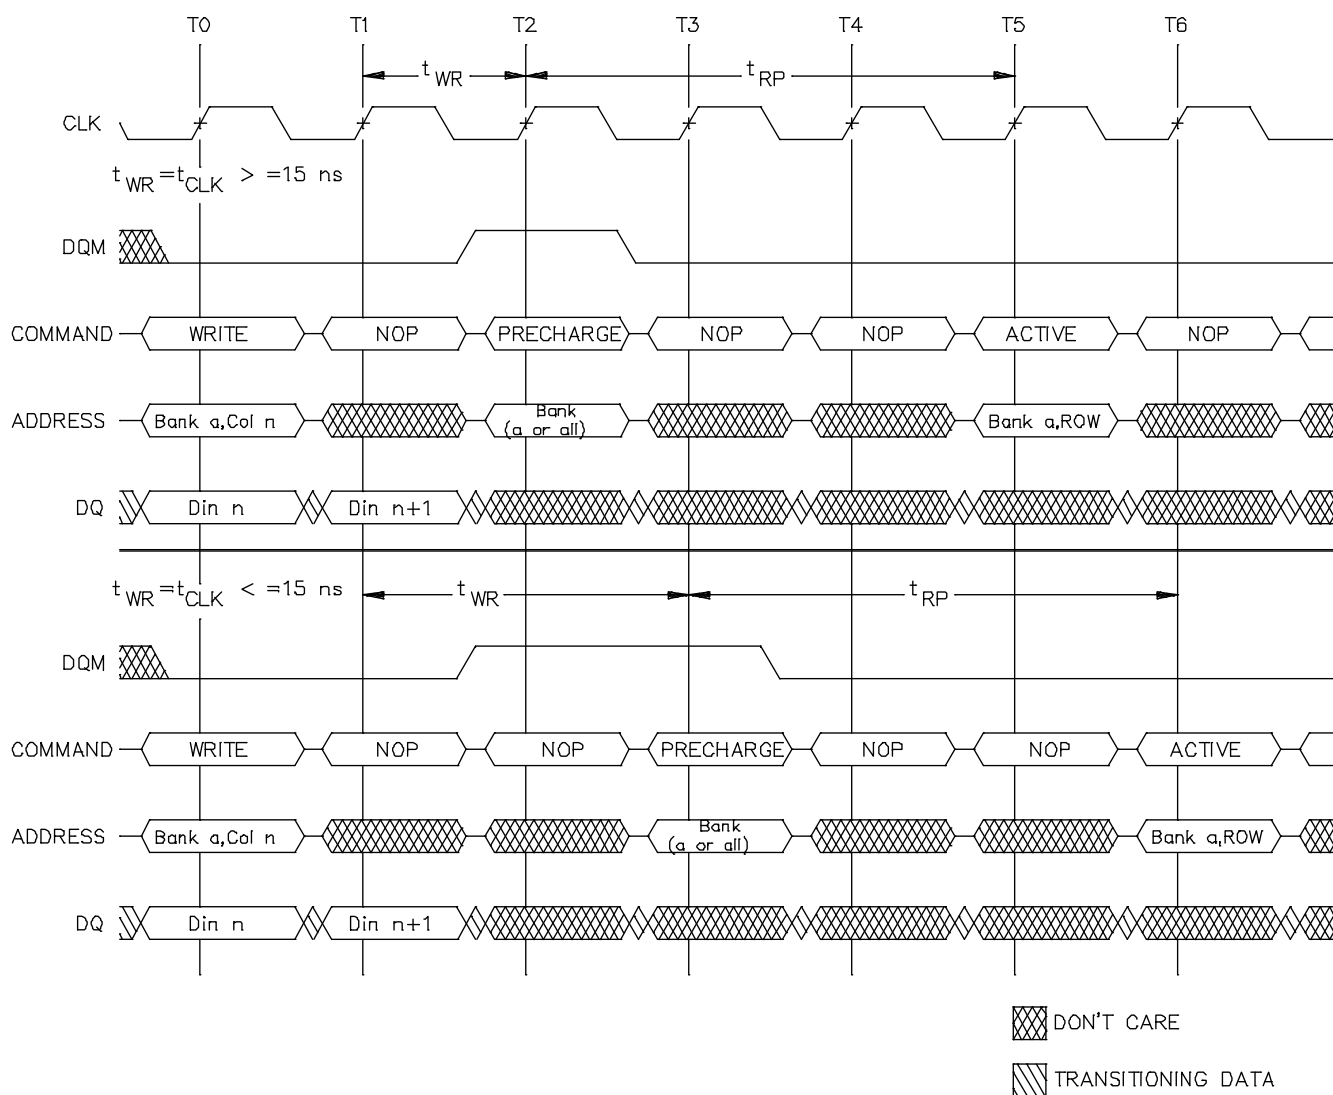 T0 T1 T2 T3 T4 T5 T6
tWR tRP
CLK
tWR=tCLK > =15 ns
DQM
COMMAND WRITE NOP PRECHARGE NOP NOP ACTIVE NOP
ADDRESS Bank a,Col n Bank (a or all) Bank a,ROW
DQ Din n Din n+1
tWR=tCLK < =15 ns tWR tRP
DQM
COMMAND WRITE NOP NOP PRECHARGE NOP NOP ACTIVE
ADDRESS Bank a,Col n Bank (a or all) Bank a,ROW
DQ Din n Din n+1
DON'T CARE
TRANSITIONING DATA